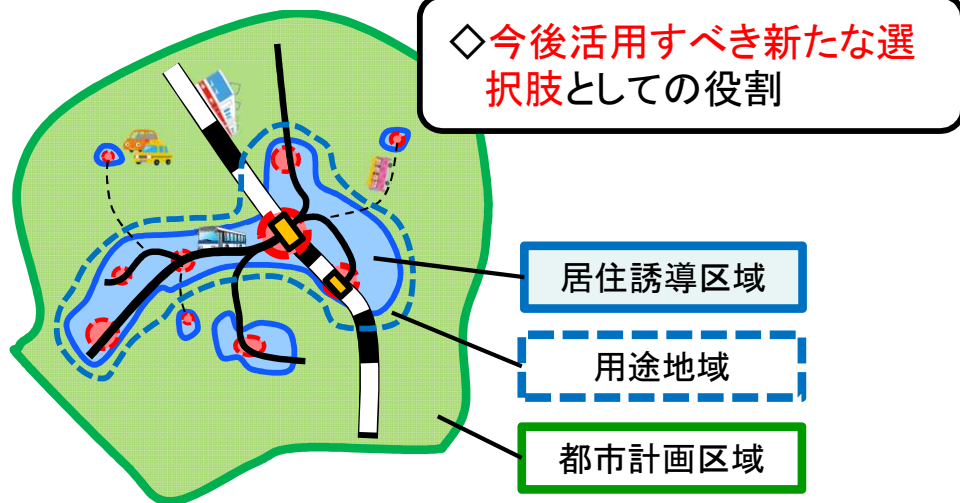 ◇今後活用すべき新たな選
択肢としての役割
居住誘導区域
用途地域
都市計画区域